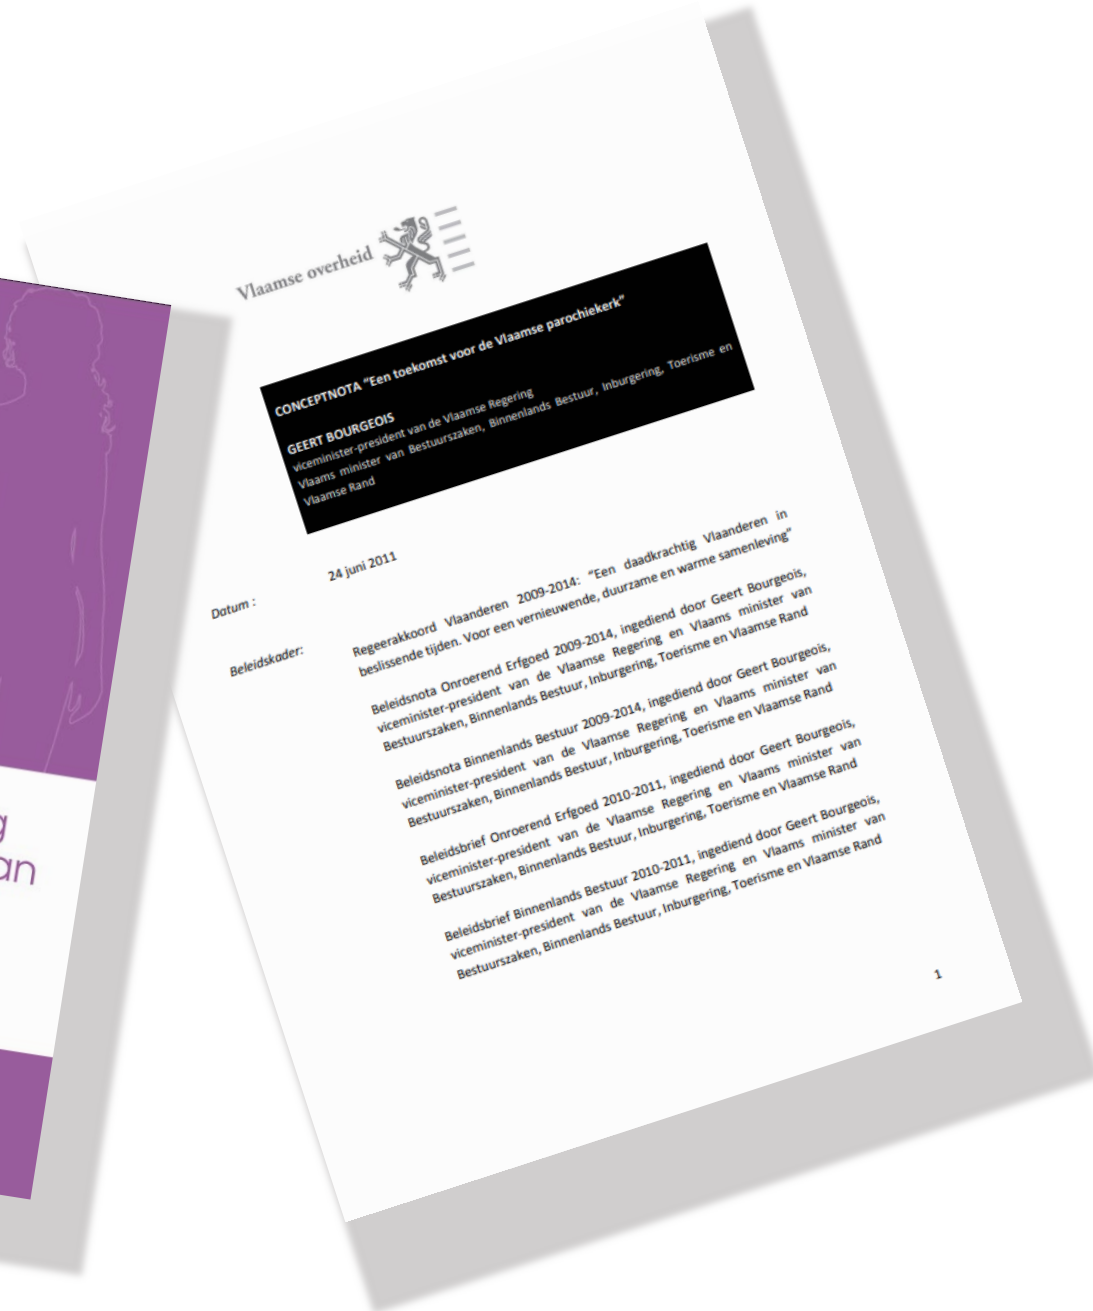 Vlaamse overheid
CONCEPTNOTA “Een toekomst voor de Vlaamse parochiekerk”
GEERT BOURGEOIS
viceminister-president van de Vlaamse Regering
Vlaams minister van Bestuurszaken, Binnenlands Bestuur, Inburgering, Toerisme en
Vlaamse Rand
Datum :
24 juni 2011
Beleidskader:
Regeerakkoord Vlaanderen 2009-2014: “Een daadkrachtig Vlaanderen in
beslissende tijden. Voor een vernieuwende, duurzame en warme samenleving”
Beleidsnota Onroerend Erfgoed 2009-2014, ingediend door Geert Bourgeois,
viceminister-president van de Vlaamse Regering en Vlaams minister van
Bestuurszaken, Binnenlands Bestuur, Inburgering, Toerisme en Vlaamse Rand
Beleidsnota Binnenlands Bestuur 2009-2014, ingediend door Geert Bourgeois,
viceminister-president van de Vlaamse Regering en Vlaams minister van
Bestuurszaken, Binnenlands Bestuur, Inburgering, Toerisme en Vlaamse Rand
Beleidsbrief Onroerend Erfgoed 2010-2011, ingediend door Geert Bourgeois,
viceminister-president van de Vlaamse Regering en Vlaams minister van
Bestuurszaken, Binnenlands Bestuur, Inburgering, Toerisme en Vlaamse Rand
Beleidsbrief Binnenlands Bestuur 2010-2011, ingediend door Geert Bourgeois,
viceminister-president van de Vlaamse Regering en Vlaams minister van
Bestuurszaken, Binnenlands Bestuur, Inburgering, Toerisme en Vlaamse Rand
1